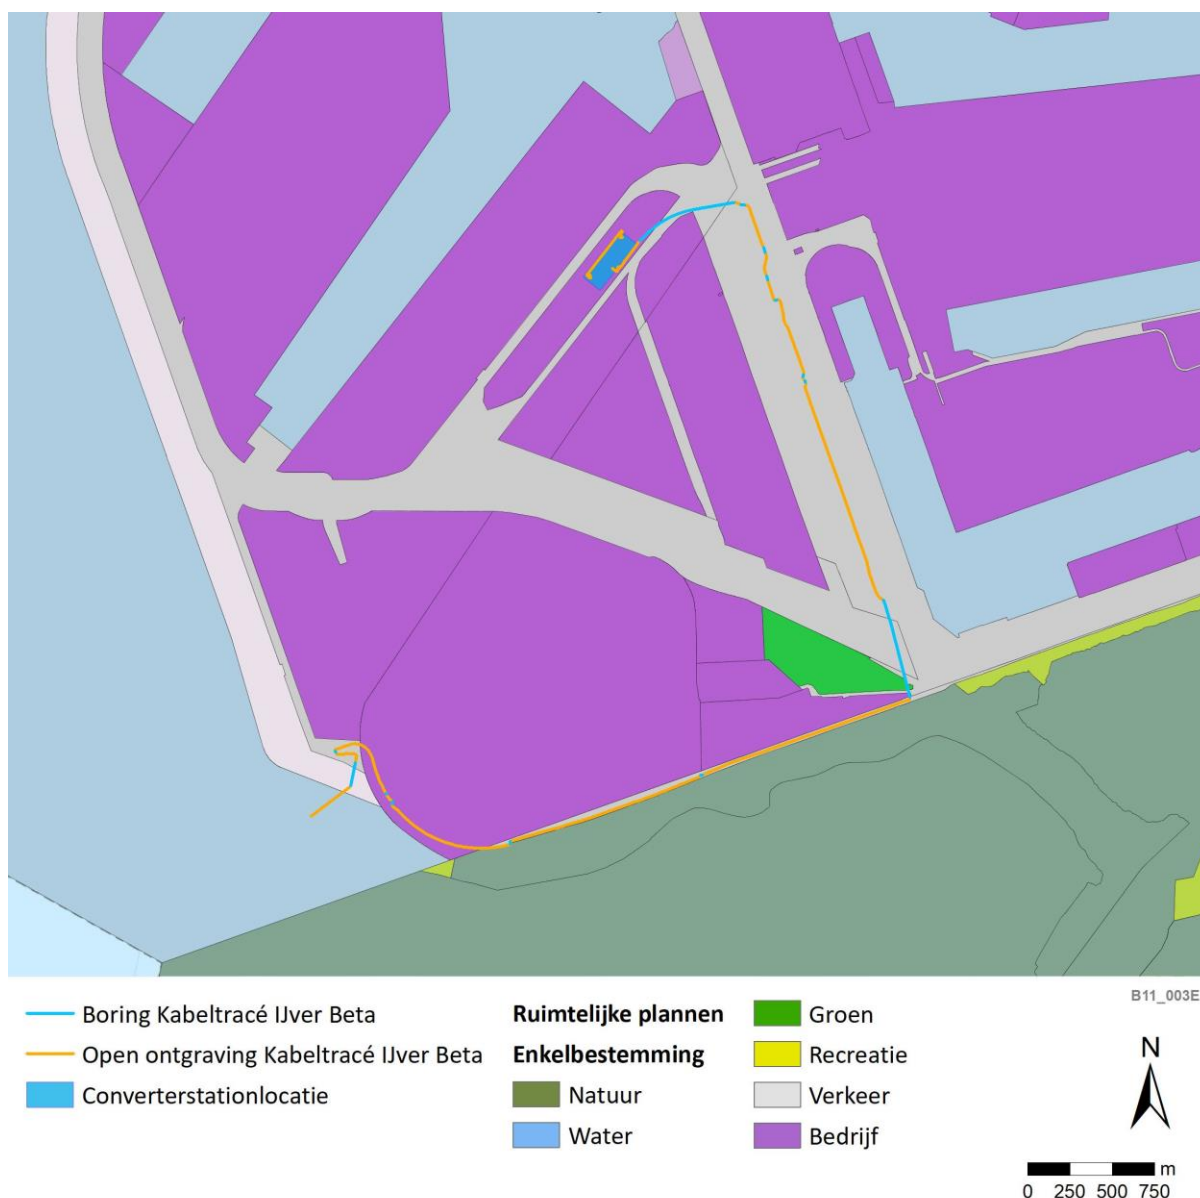 B11_003E
Boring Kabeltracé IJver Beta
Open ontgraving Kabeltracé IJver Beta
Converterstationlocatie
Ruimtelijke plannen
Enkelbestemming
Natuur
Water
Groen
Recreatie
Verkeer
Bedrijf
N
m
0 250 500 750